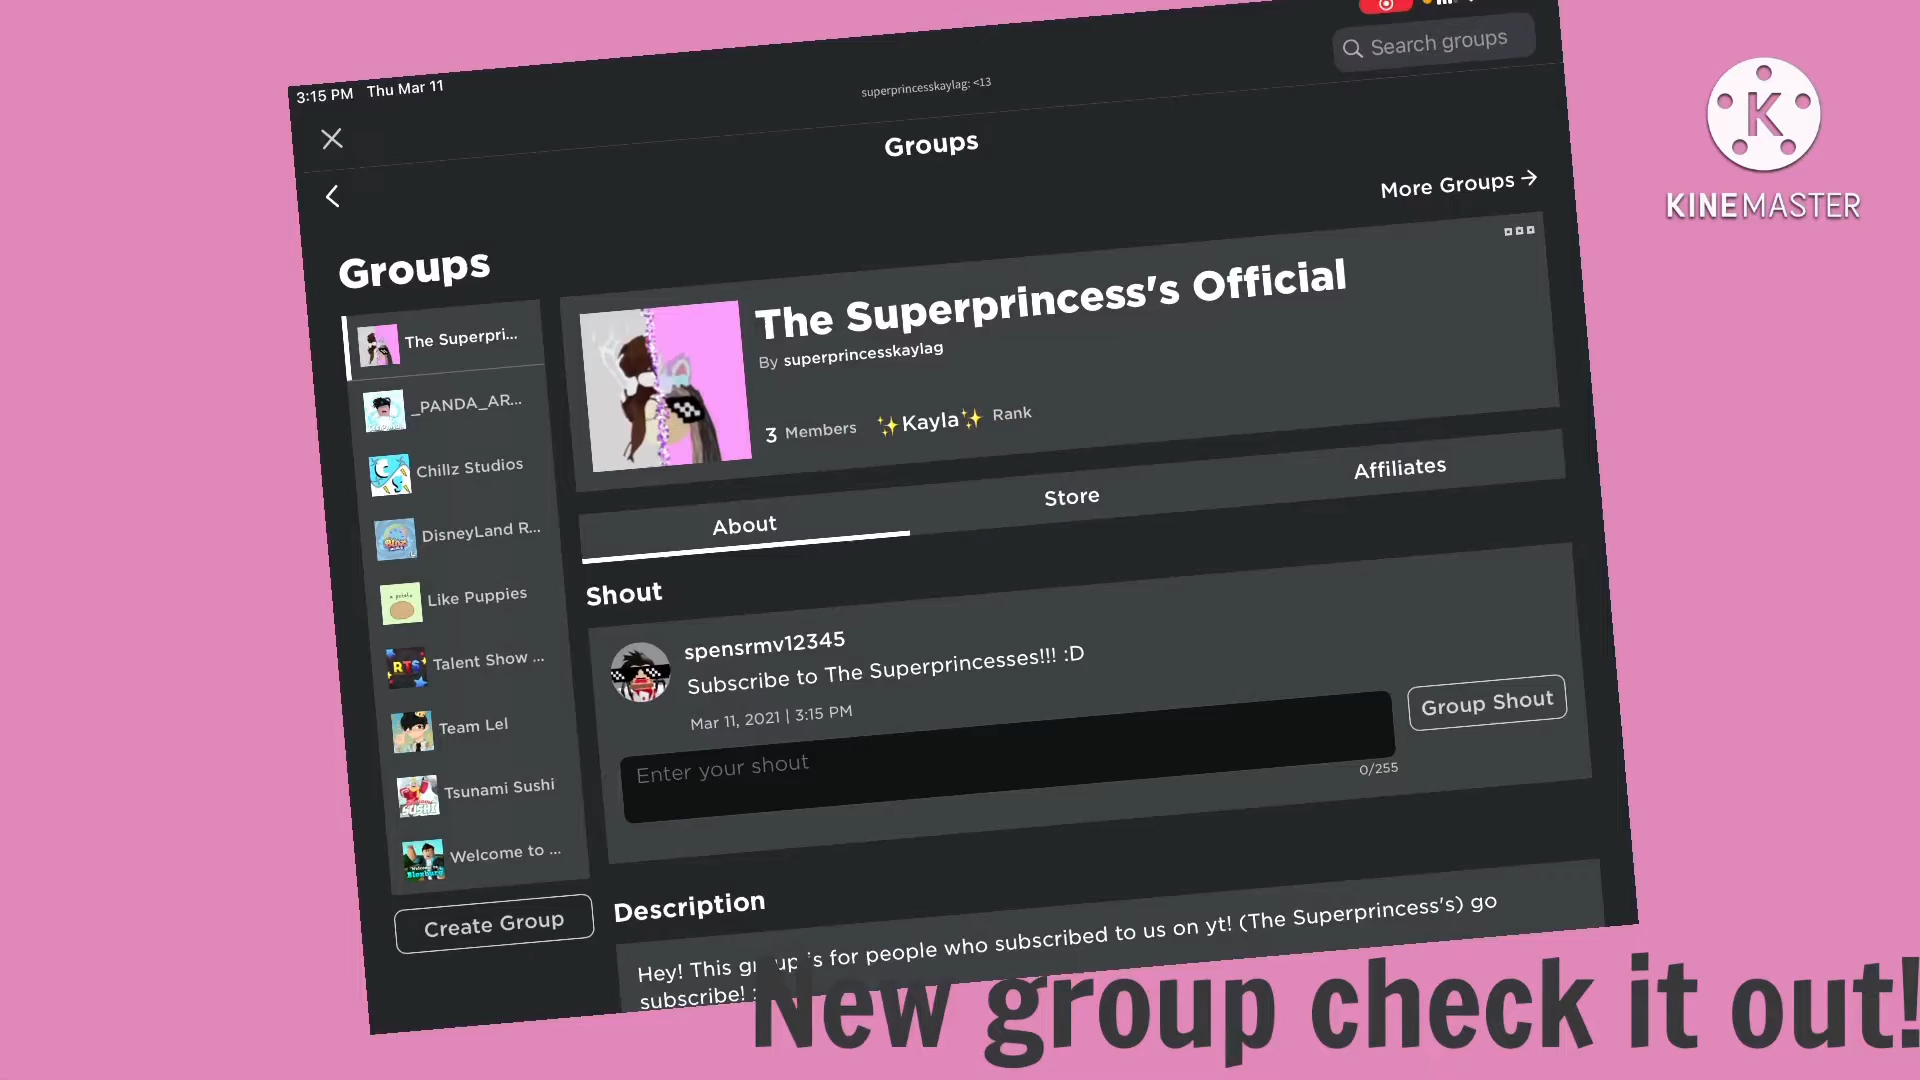 3:15 PM Thu Mar 11
superprincesskaylag: <13
Search groups
Groups
More Groups →
Groups
The Superpri...
_PANDA_AR...
Chillz Studios
DisneyLand R...
Like Puppies
Talent Show ...
Team Lel
Tsunami Sushi
Welcome to ...
Create Group
The Superprincess's Official
By superprincesskaylag
3 Members ✨Kayla✨ Rank
About Store Affiliates
Shout
spensrmv12345
Subscribe to The Superprincesses!!! :D
Mar 11, 2021 | 3:15 PM
Enter your shout
0/255
Group Shout
Description
Hey! This group is for people who subscribed to us on yt! (The Superprincess's) go
subscribe!
New group check it out!
K
KINEMASTER